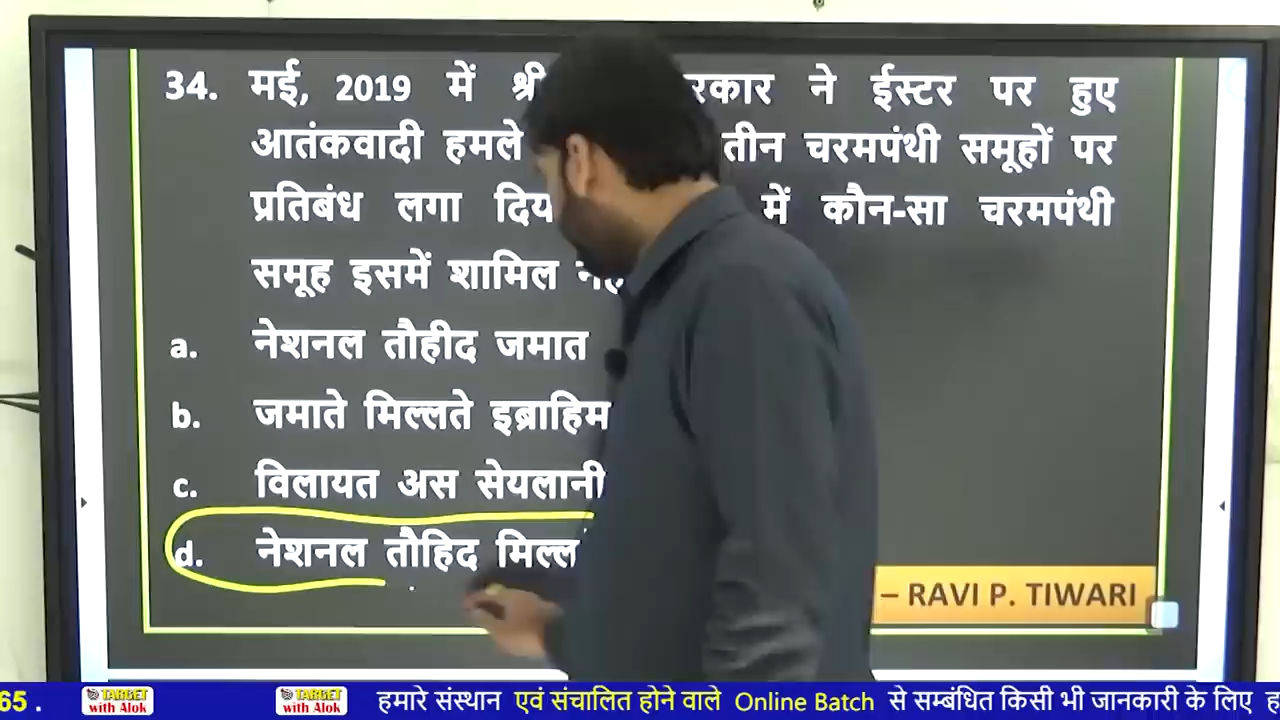 34. मई, 2019 में श्री रकार ने ईस्टर पर हुए
आतंकवादी हमले तीन चरमपंथी समूहों पर
प्रतिबंध लगा में कौन-सा चरमपंथी
समूह इसमें शामिल
a. नेशनल तौहीद जमात
b. जमाते मिल्लते इब्राहिम
c. विलायत अस सेयलानी
d. नेशनल तौहिद
– RAVI P. TIWARI
65 . TARGET with Alok TARGET with Alok हमारे संस्थान एवं संचालित होने वाले Online Batch से सम्बंधित किसी भी जानकारी के लिए